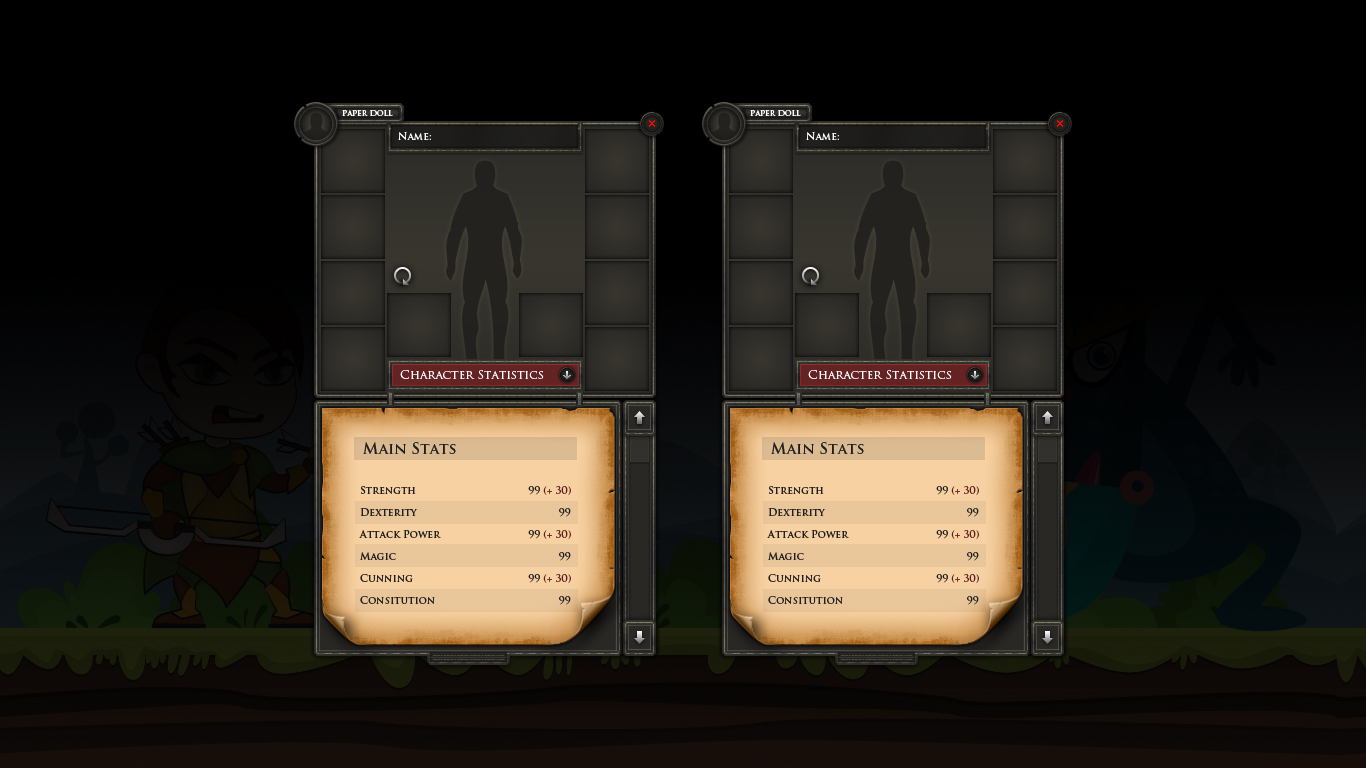 PAPER DOLL
NAME:
CHARACTER STATISTICS
MAIN STATS
STRENGTH 99 (+ 30)
DEXTERITY 99
ATTACK POWER 99 (+ 30)
MAGIC 99
CUNNING 99 (+ 30)
CONSITUTION 99
PAPER DOLL
NAME:
CHARACTER STATISTICS
MAIN STATS
STRENGTH 99 (+ 30)
DEXTERITY 99
ATTACK POWER 99 (+ 30)
MAGIC 99
CUNNING 99 (+ 30)
CONSITUTION 99